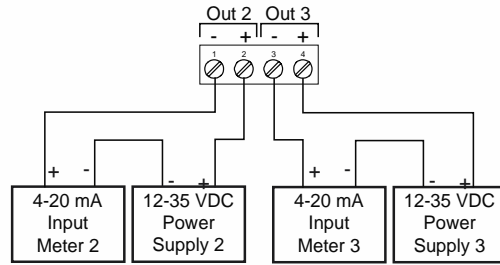 Out 2 Out 3
- + - +
1 2 3 4
+ - - + + - - +
4-20 mA
Input
Meter 2
12-35 VDC
Power
Supply 2
4-20 mA
Input
Meter 3
12-35 VDC
Power
Supply 3